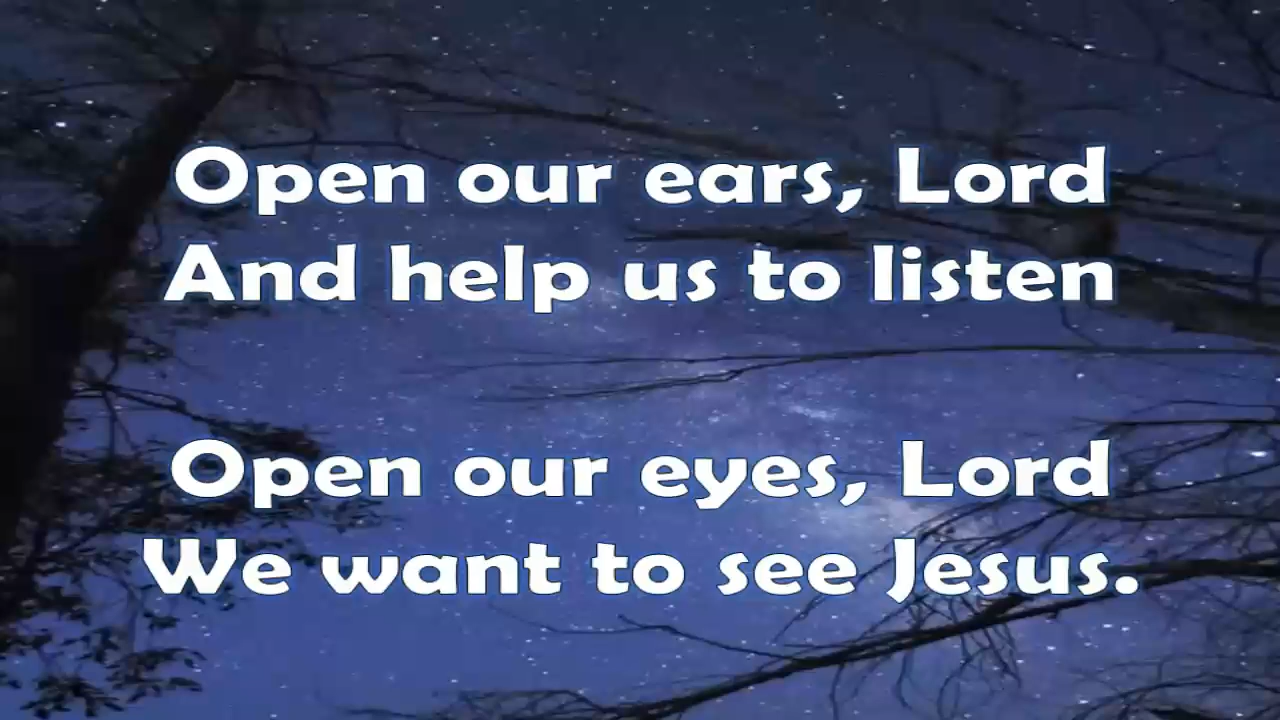 Open our ears, Lord
And help us to listen
Open our eyes, Lord
We want to see Jesus.